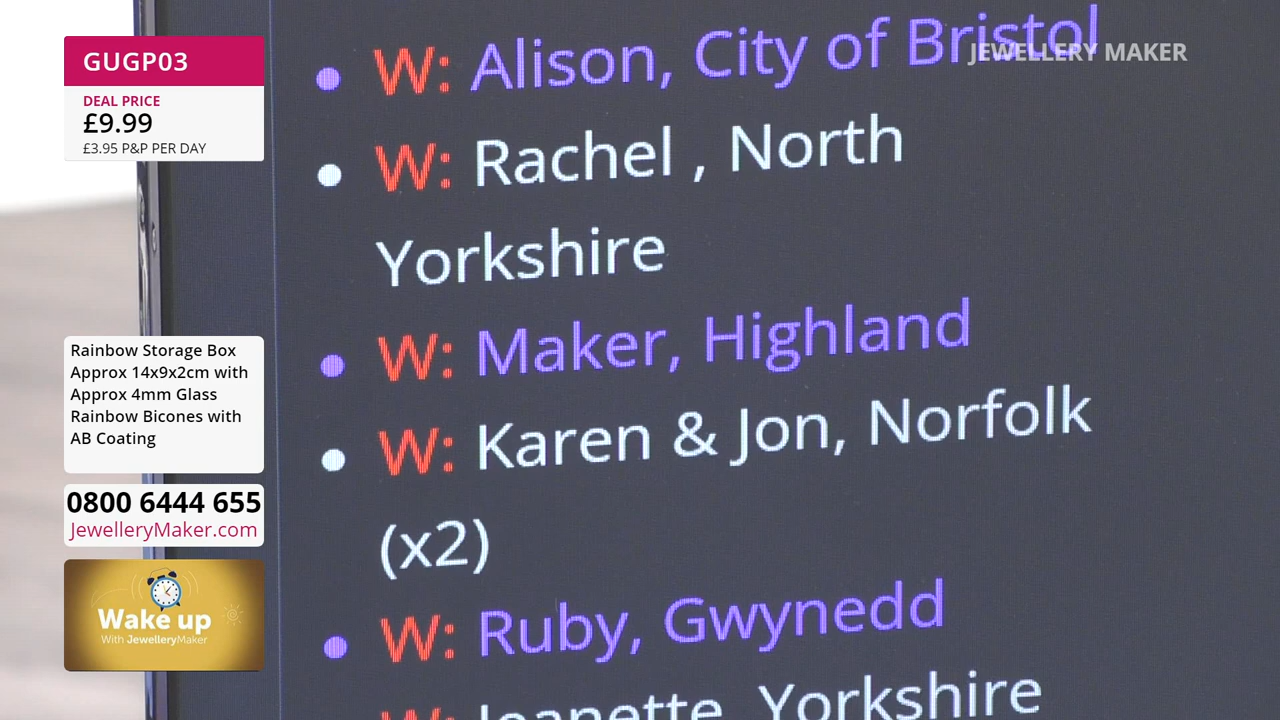 GUGP03
DEAL PRICE
£9.99
£3.95 P&P PER DAY
Rainbow Storage Box
Approx 14x9x2cm with
Approx 4mm Glass
Rainbow Bicones with
AB Coating
0800 6444 655
JewelleryMaker.com
Wake up
With JewelleryMaker
JEWELLERY MAKER
W: Alison, City of Bristol
W: Rachel , North
Yorkshire
W: Maker, Highland
W: Karen & Jon, Norfolk
(x2)
W: Ruby, Gwynedd
W: Jeanette, Yorkshire